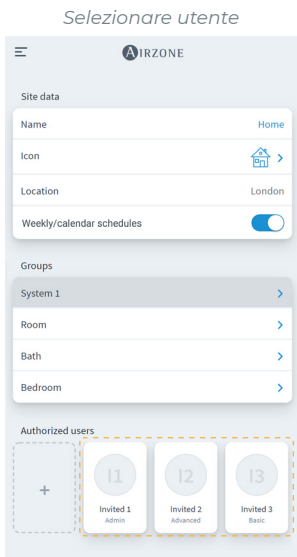 Selezionare utente
AIRZONE
Site data
Name Home
Icon
Location London
Weekly/calendar schedules
Groups
System 1
Room
Bath
Bedroom
Authorized users
+ I1 I2 I3
Invited 1 Invited 2 Invited 3
Admin Advanced Basic